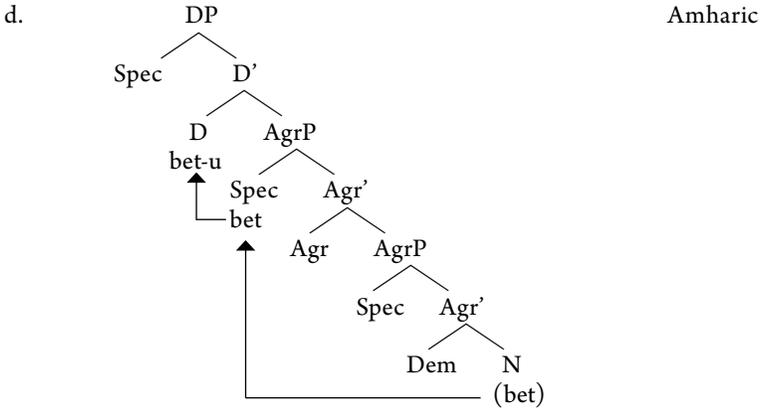 d. DP Amharic
Spec D’
D AgrP
bet-u
Spec Agr’
bet
Agr AgrP
Spec Agr’
Dem N
(bet)